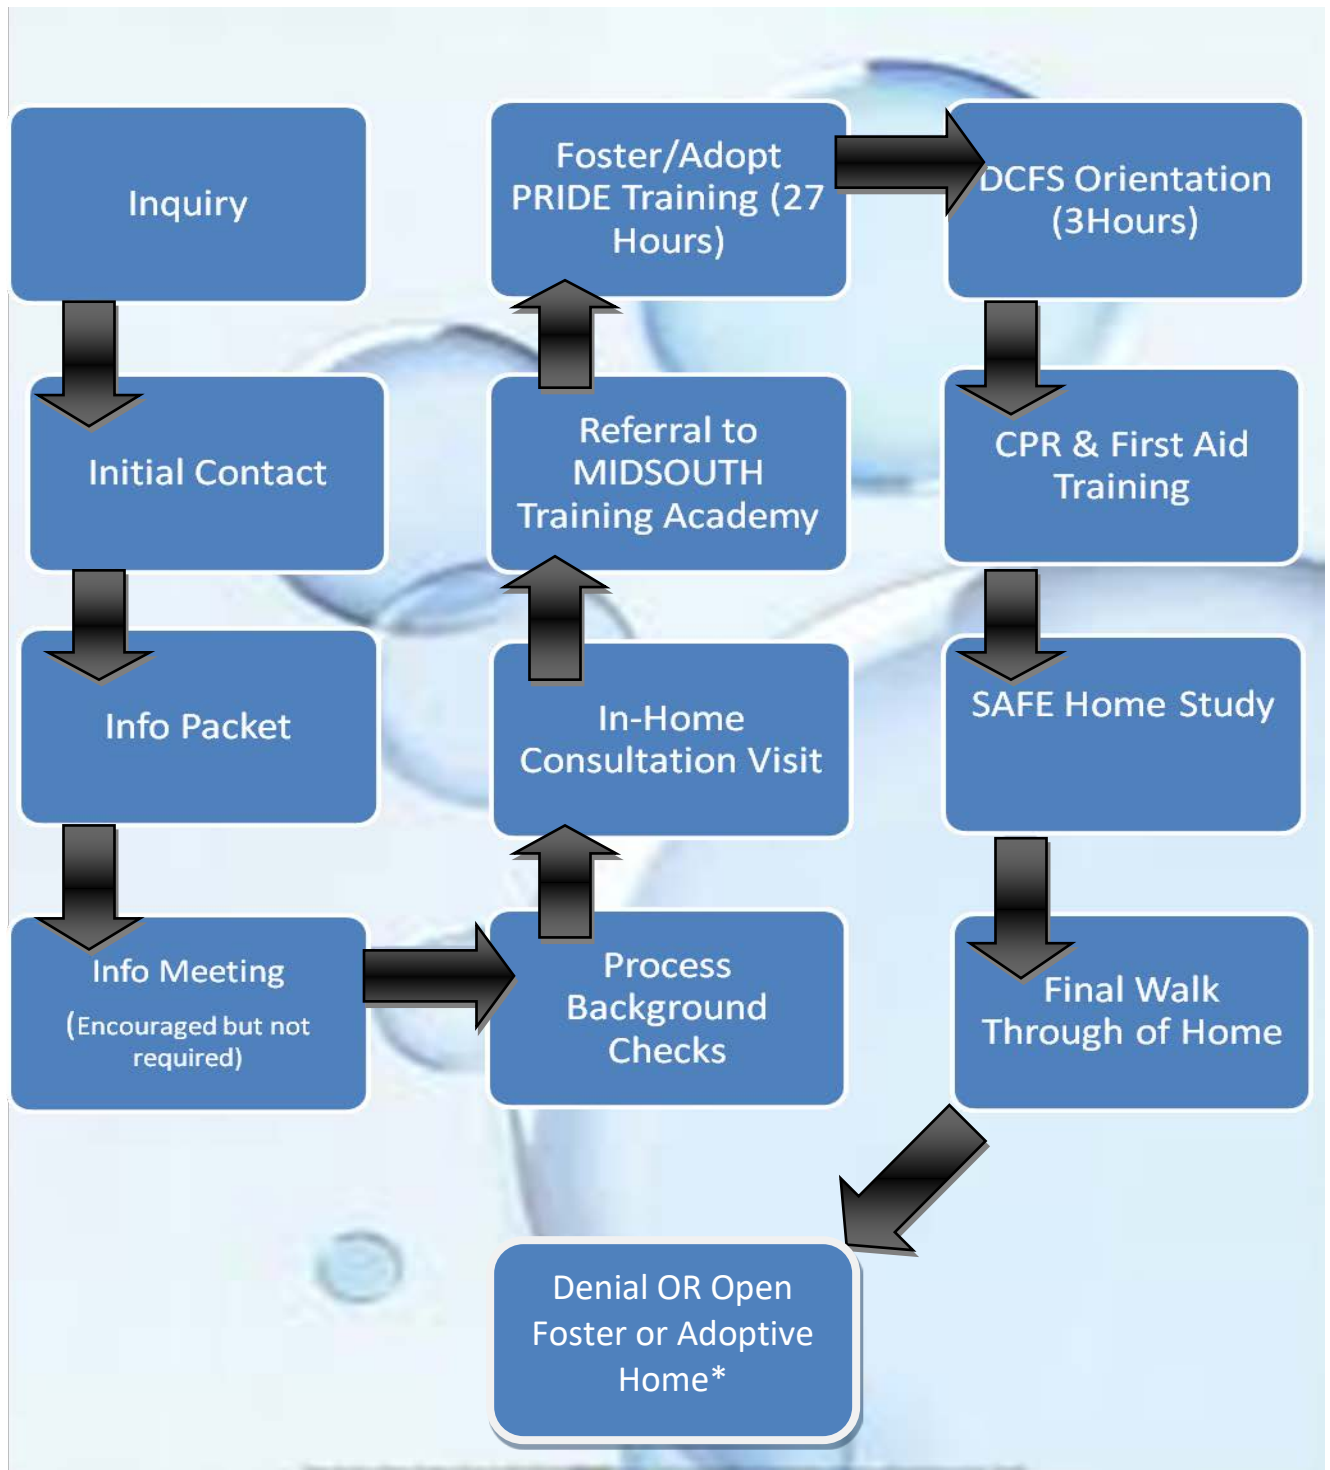 Inquiry
Initial Contact
Info Packet
Info Meeting
(Encouraged but not
required)
Process
Background
Checks
In-Home
Consultation Visit
Referral to
MIDSOUTH
Training Academy
Foster/Adopt
PRIDE Training (27
Hours)
DCFS Orientation
(3Hours)
CPR & First Aid
Training
SAFE Home Study
Final Walk
Through of Home
Denial OR Open
Foster or Adoptive
Home*